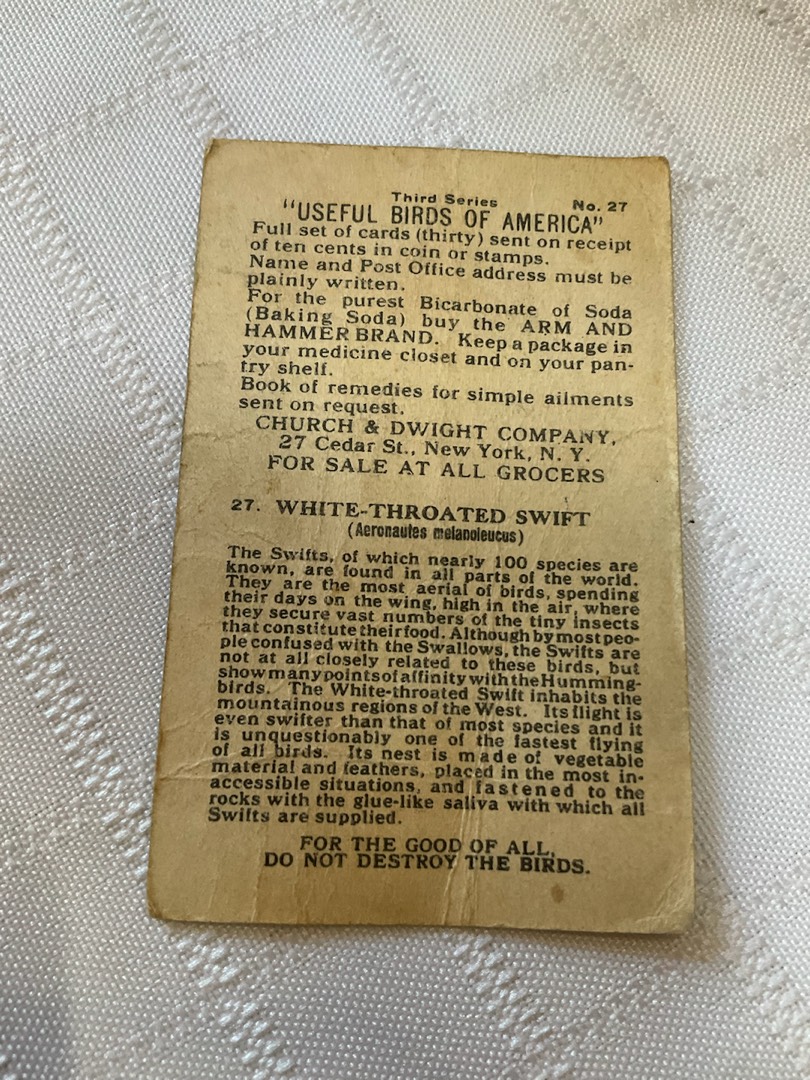 Third Series No. 27
"USEFUL BIRDS OF AMERICA"
Full set of cards (thirty) sent on receipt
of ten cents in coin or stamps.
Name and Post Office address must be
plainly written.
For the purest Bicarbonate of Soda
(Baking Soda) buy the ARM AND
HAMMER BRAND. Keep a package in
your medicine closet and on your pan-
try shelf.
Book of remedies for simple ailments
sent on request.
CHURCH & DWIGHT COMPANY,
27 Cedar St., New York, N. Y.
FOR SALE AT ALL GROCERS
27. WHITE-THROATED SWIFT
(Aeronautes melanoleucus)
The Swifts, of which nearly 100 species are
known, are found in all parts of the world.
They are the most aerial of birds, spending
their days on the wing, high in the air, where
they secure vast numbers of the tiny insects
that constitute their food. Although by most peo-
ple confused with the Swallows, the Swifts are
not at all closely related to these birds, but
show many points of affinity with the Humming-
birds. The White-throated Swift inhabits the
mountainous regions of the West. Its flight is
even swifter than that of most species and it
is unquestionably one of the fastest flying
of all birds. Its nest is made of vegetable
material and feathers, placed in the most in-
accessible situations, and fastened to the
rocks with the glue-like saliva with which all
Swifts are supplied.
FOR THE GOOD OF ALL,
DO NOT DESTROY THE BIRDS.